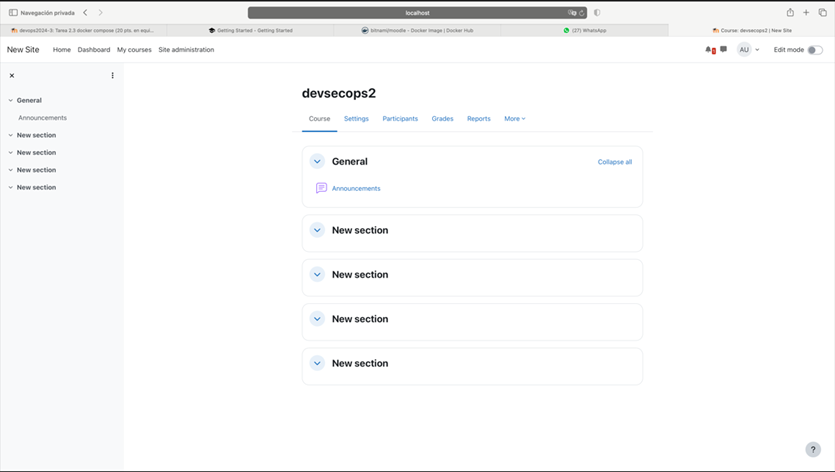 Navegación privada
localhost
devops2024-3: Tarea 2.3 docker compose (20 pts. en equi...
Getting Started - Getting Started
bitnami/moodle - Docker Image | Docker Hub
(27) WhatsApp
Course: devsecops2 | New Site
New Site Home Dashboard My courses Site administration
AU
Edit mode
General
Announcements
New section
New section
New section
New section
devsecops2
Course Settings Participants Grades Reports More
General
Collapse all
Announcements
New section
New section
New section
New section
?